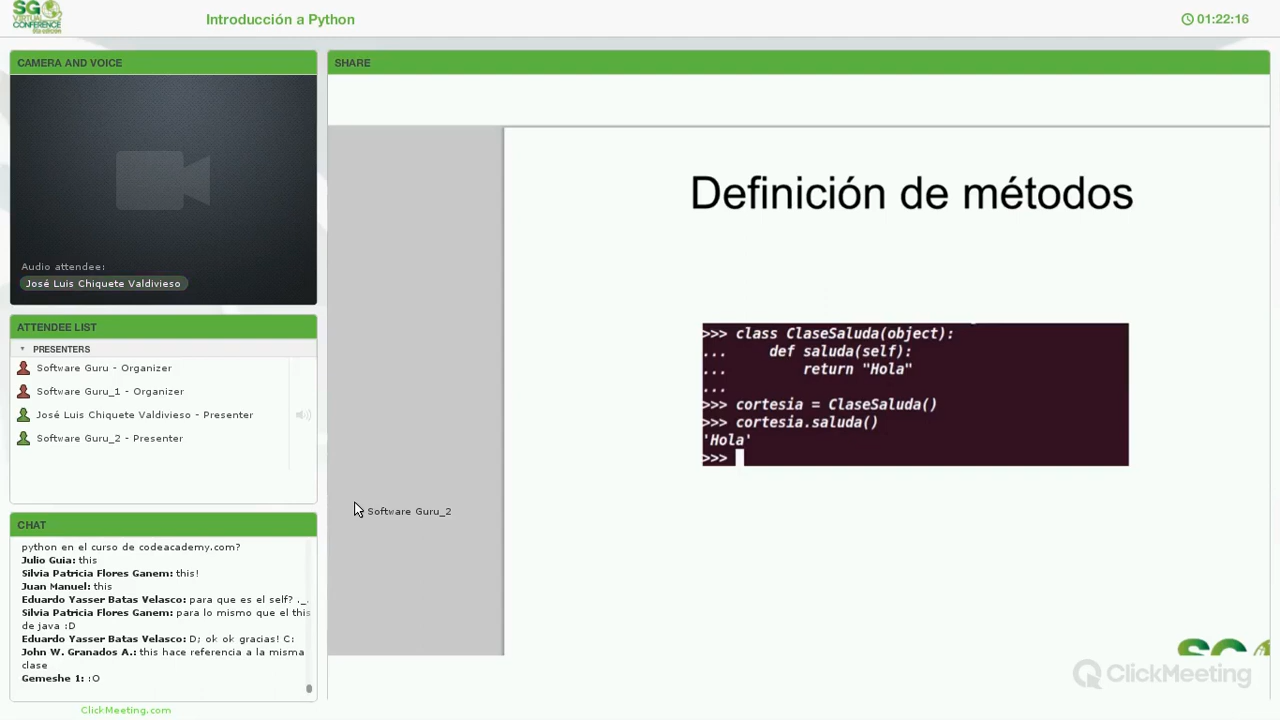 SG
VIRTUAL
CONFERENCE
Introducción a Python
01:22:16
CAMERA AND VOICE
Audio attendee:
José Luis Chiquete Valdivieso
ATTENDEE LIST
PRESENTERS
Software Guru - Organizer
Software Guru_1 - Organizer
José Luis Chiquete Valdivieso - Presenter
Software Guru_2 - Presenter
CHAT
python en el curso de codeacademy.com?
Julio Guia: this
Silvia Patricia Flores Ganem: this!
Juan Manuel: this
Eduardo Yasser Batas Velasco: para que es el self? ._.
Silvia Patricia Flores Ganem: para lo mismo que el this
de java :D
Eduardo Yasser Batas Velasco: D; ok ok gracias! C:
John W. Granados A.: this hace referencia a la misma
clase
Gemeshe 1: :O
ClickMeeting.com
SHARE
Definición de métodos
>>> class ClaseSaluda(object):
... def saluda(self):
... return "Hola"
...
>>> cortesia = ClaseSaluda()
>>> cortesia.saluda()
'Hola'
>>>
Software Guru_2
SG
ClickMeeting